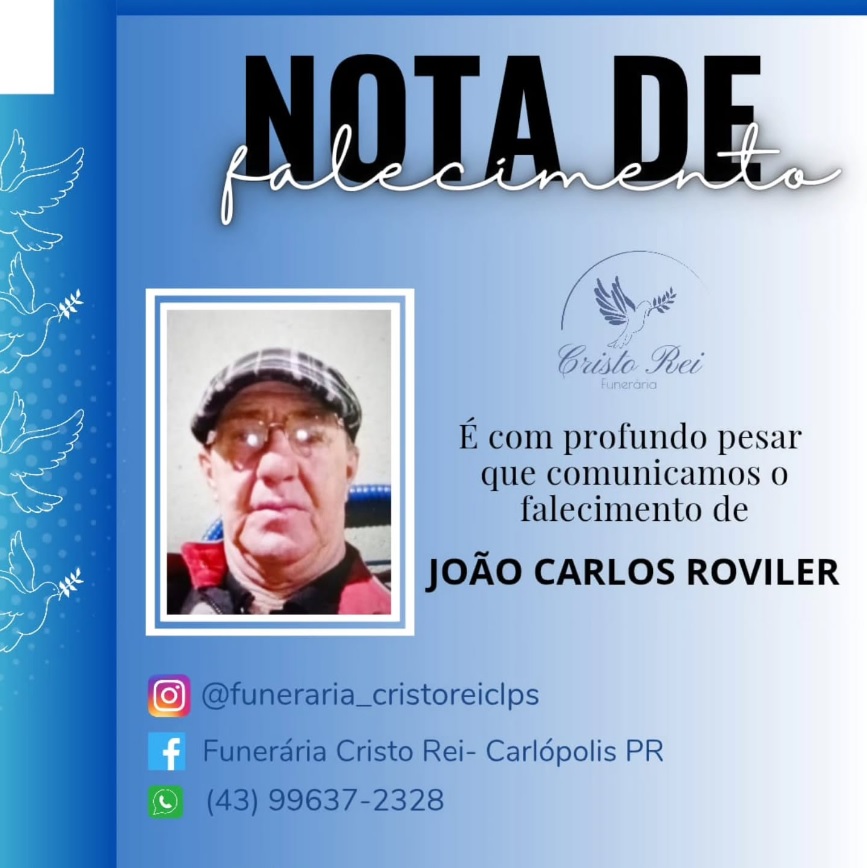 NOTA DE
falecimento
Cristo Rei
Funerária
É com profundo pesar
que comunicamos o
falecimento de
JOÃO CARLOS ROVILER
@funeraria_cristoreiclps
Funerária Cristo Rei- Carlópolis PR
(43) 99637-2328